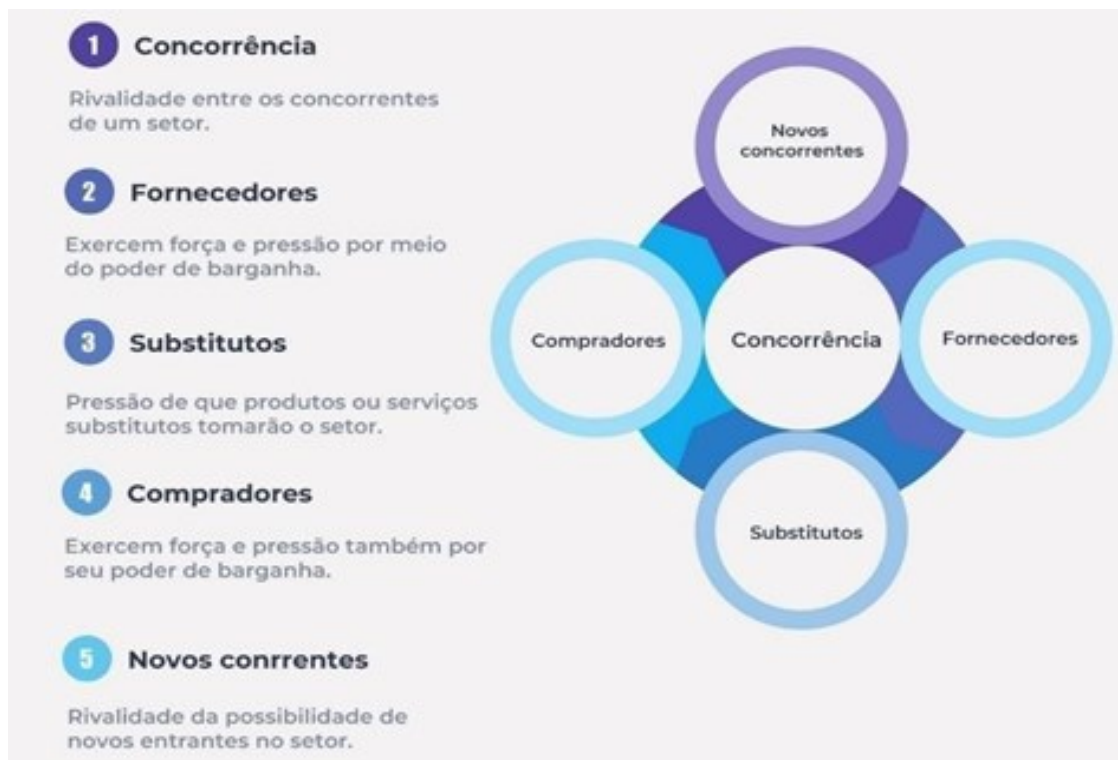 1 Concorrência
Rivalidade entre os concorrentes
de um setor.
2 Fornecedores
Exercem força e pressão por meio
do poder de barganha.
3 Substitutos
Pressão de que produtos ou serviços
substitutos tomarão o setor.
4 Compradores
Exercem força e pressão também por
seu poder de barganha.
5 Novos conrrentes
Rivalidade da possibilidade de
novos entrantes no setor.
Novos
concorrentes
Compradores
Concorrência
Fornecedores
Substitutos